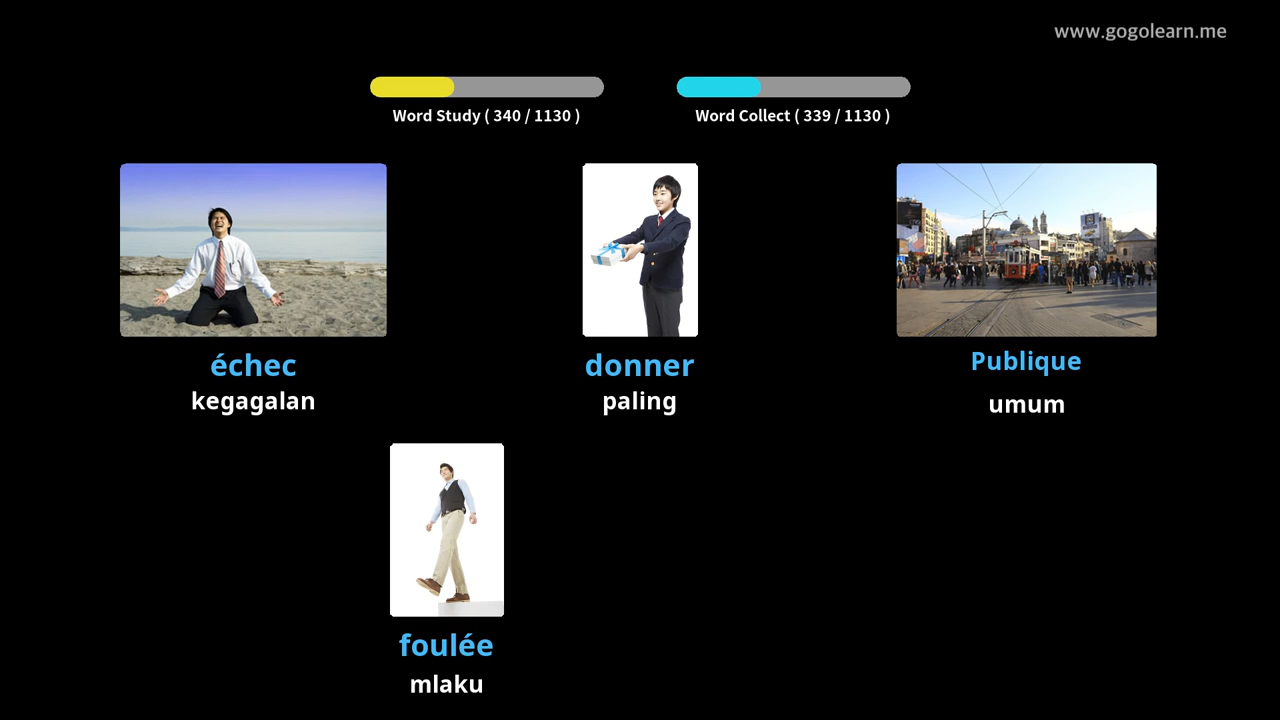 www.gogolearn.me
Word Study ( 340 / 1130 )
Word Collect ( 339 / 1130 )
échec
kegagalan
donner
paling
Publique
umum
foulée
mlaku